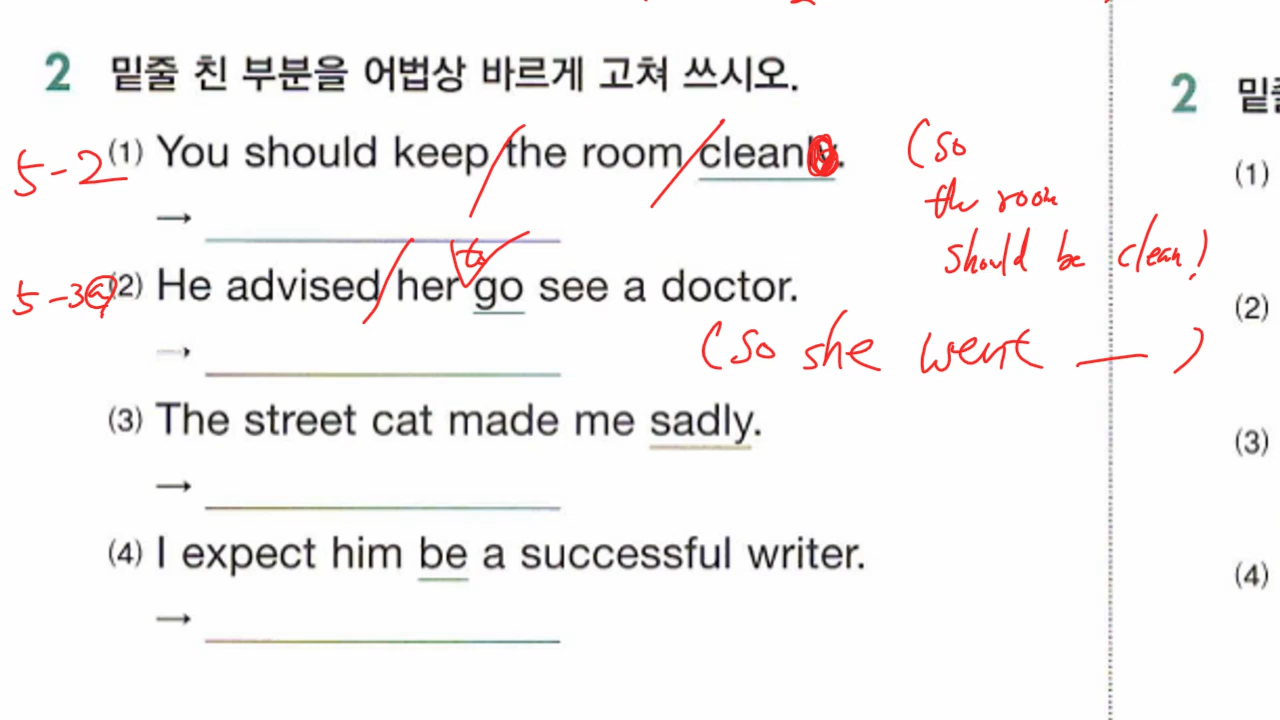 2 밑줄 친 부분을 어법상 바르게 고쳐 쓰시오.
2 밑
5-2 (1) You should keep / the room / cleanly. (so
the room
should be clean!
(1)
→
to
5-3@ (2) He advised / her go see a doctor.
(2)
→ (so she went — )
(3) The street cat made me sadly.
(3)
→
(4) I expect him be a successful writer.
(4)
→